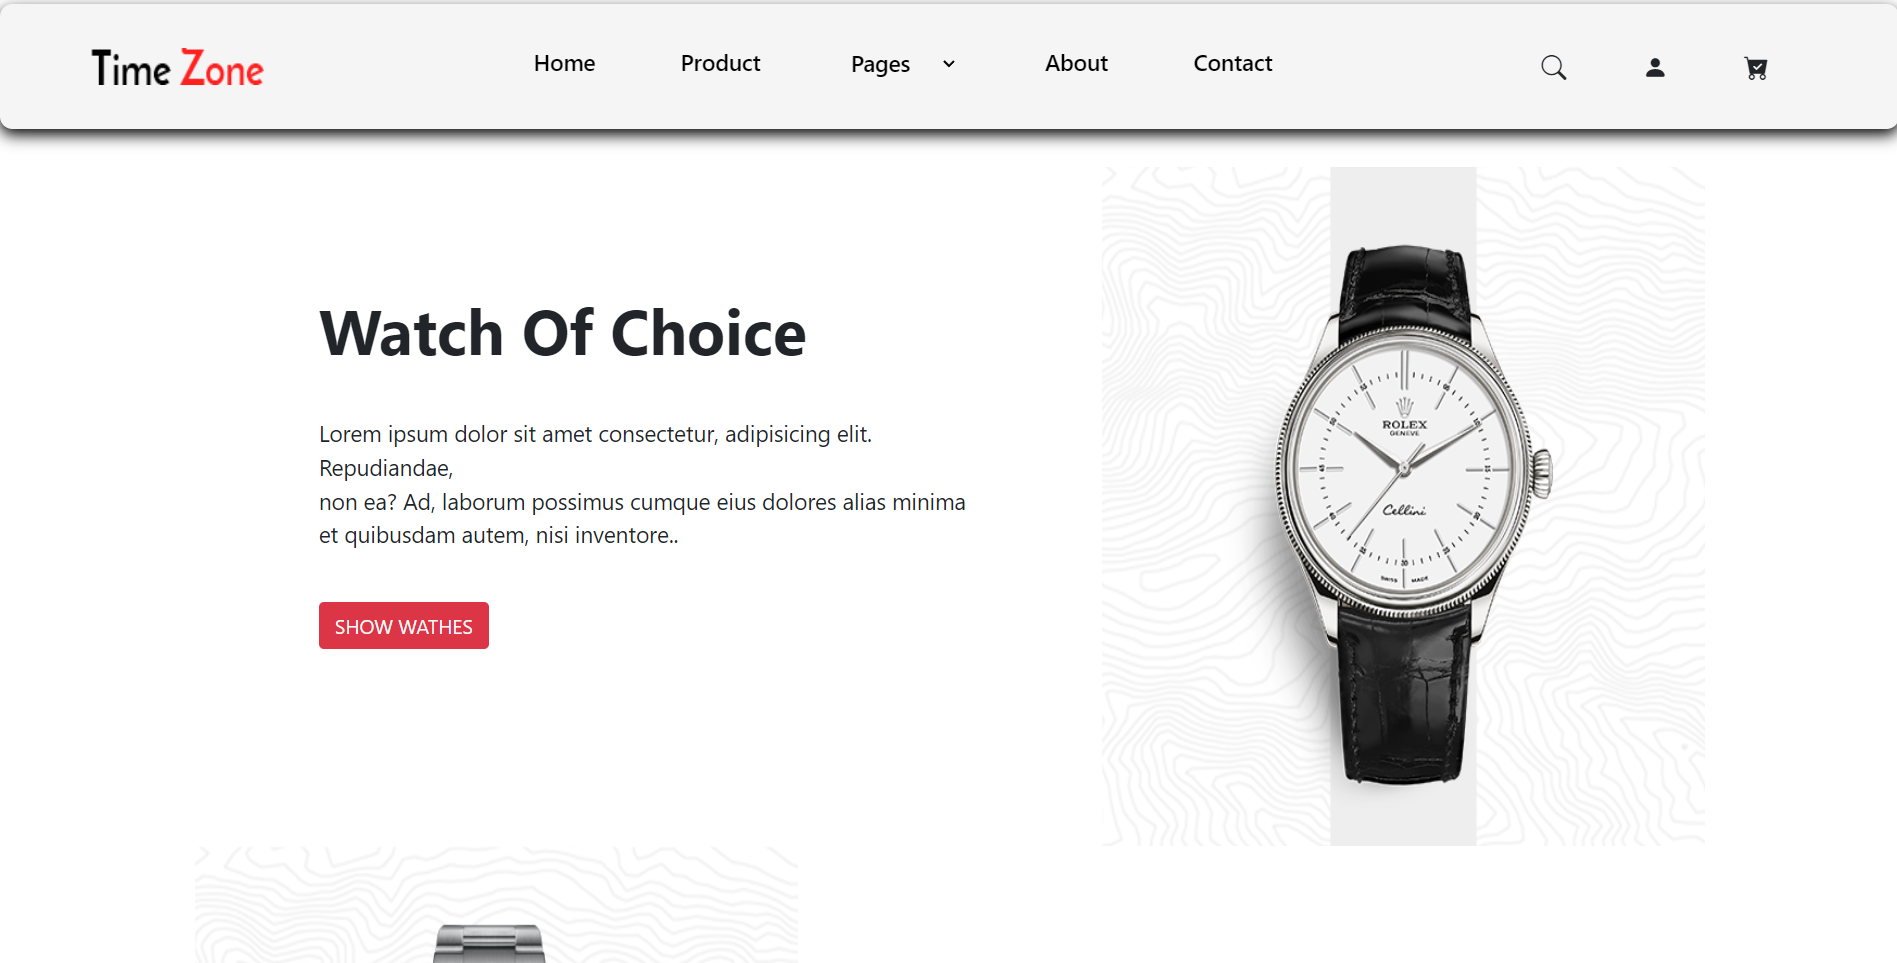 Time Zone
Home
Product
Pages
About
Contact
Watch Of Choice
Lorem ipsum dolor sit amet consectetur, adipisicing elit.
Repudiandae,
non ea? Ad, laborum possimus cumque eius dolores alias minima
et quibusdam autem, nisi inventore..
SHOW WATHES
ROLEX
GENEVE
Cellini
SWISS MADE